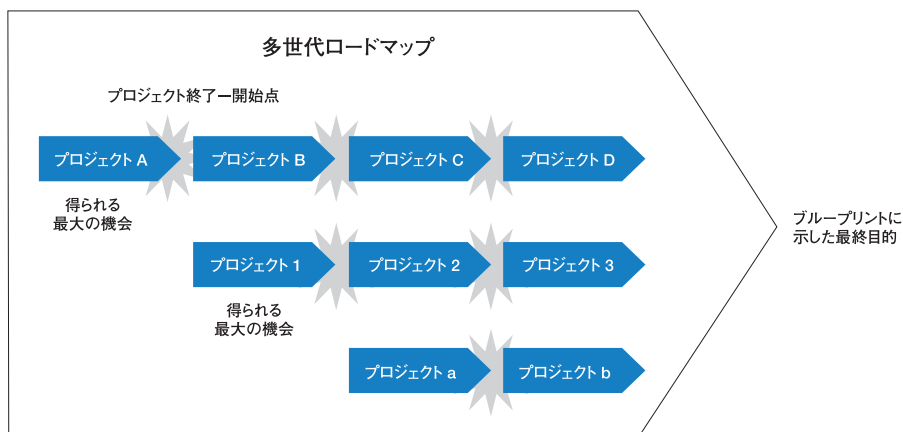 多世代ロードマップ
プロジェクト終了ー開始点
プロジェクト A
プロジェクト B
プロジェクト C
プロジェクト D
得られる
最大の機会
プロジェクト 1
プロジェクト 2
プロジェクト 3
得られる
最大の機会
プロジェクト a
プロジェクト b
ブループリントに
示した最終目的